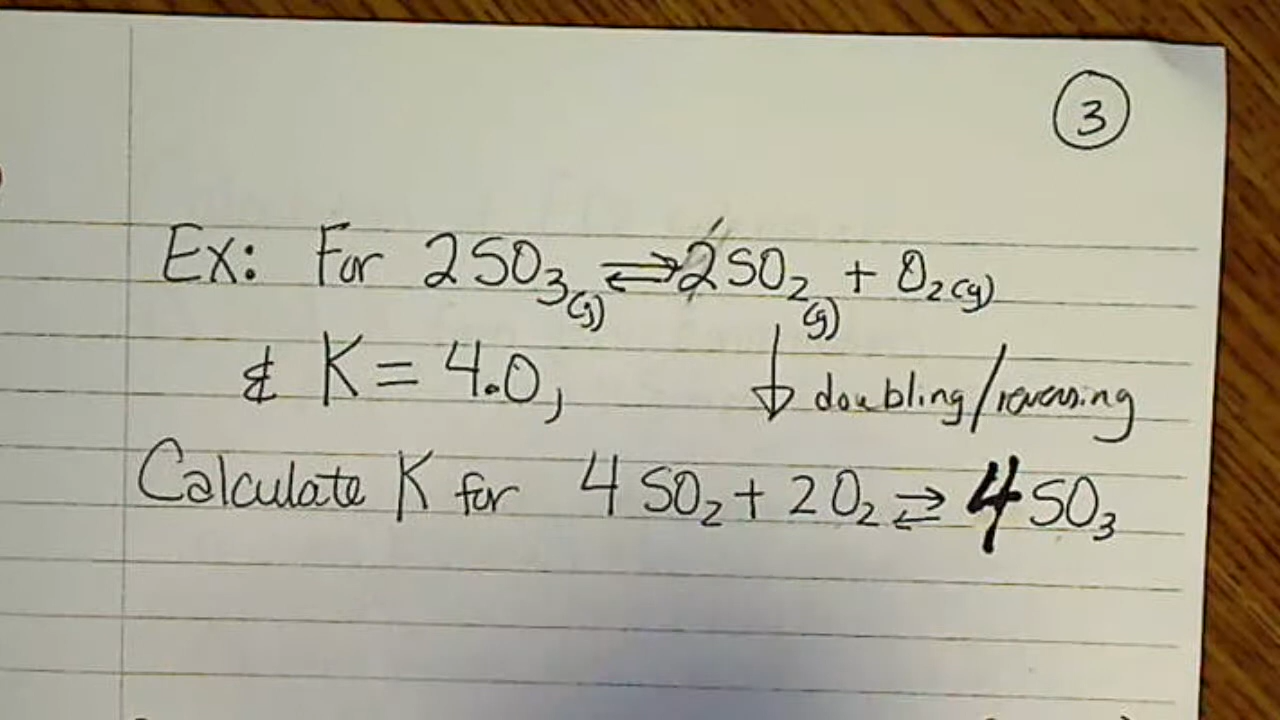 3
Ex: For 2SO₃(g) ⇌ 2SO₂(g) + O₂(g)
& K = 4.0,
↓ doubling/reversing
Calculate K for 4SO₂ + 2O₂ ⇌ 4SO₃